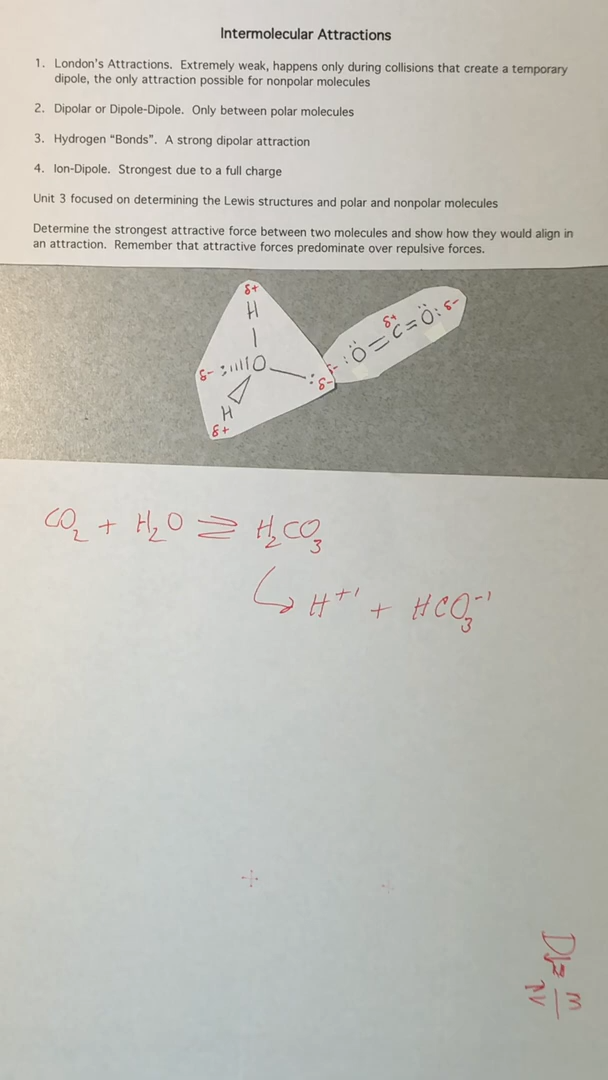 Intermolecular Attractions
1. London's Attractions. Extremely weak, happens only during collisions that create a temporary
dipole, the only attraction possible for nonpolar molecules
2. Dipolar or Dipole-Dipole. Only between polar molecules
3. Hydrogen “Bonds”. A strong dipolar attraction
4. Ion-Dipole. Strongest due to a full charge
Unit 3 focused on determining the Lewis structures and polar and nonpolar molecules
Determine the strongest attractive force between two molecules and show how they would align in
an attraction. Remember that attractive forces predominate over repulsive forces.
δ+
H
δ- O δ-
H
δ+
δ- :Ö=C=Ö: δ-
δ+
CO₂ + H₂O ⇌ H₂CO₃
↳ H⁺¹ + HCO₃⁻¹
D=
m